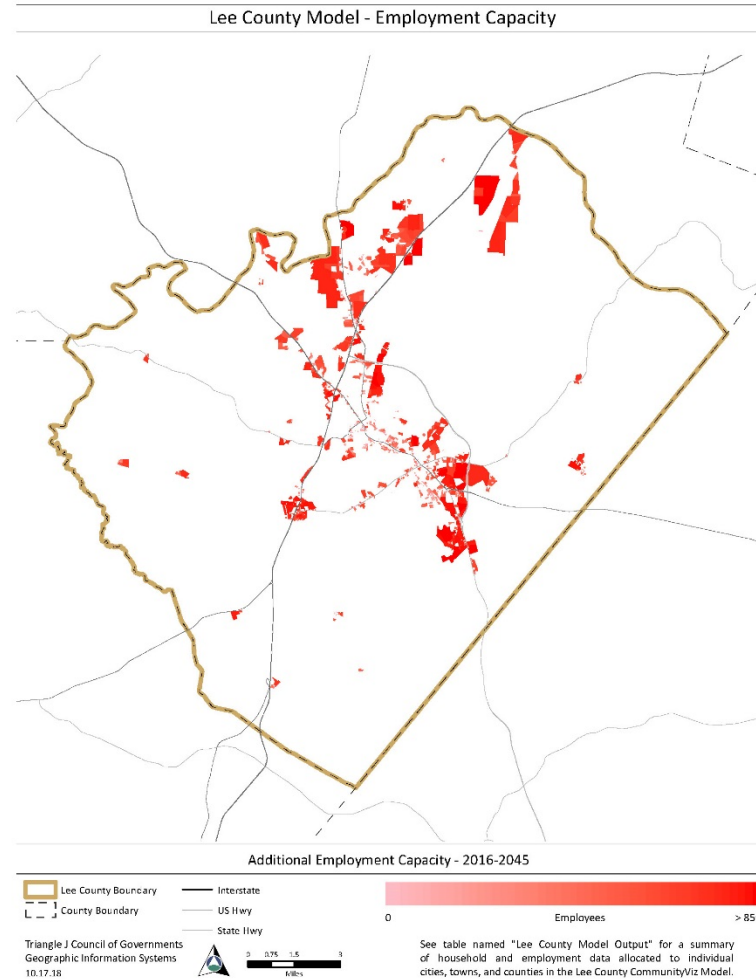 Lee County Model - Employment Capacity
Additional Employment Capacity - 2016-2045
Lee County Boundary
County Boundary
Interstate
US Hwy
State Hwy
0
Employees
> 85
Triangle J Council of Governments
Geographic Information Systems
10.17.18
0 0.75 1.5 3
Miles
See table named "Lee County Model Output" for a summary
of household and employment data allocated to individual
cities, towns, and counties in the Lee County CommunityViz Model.